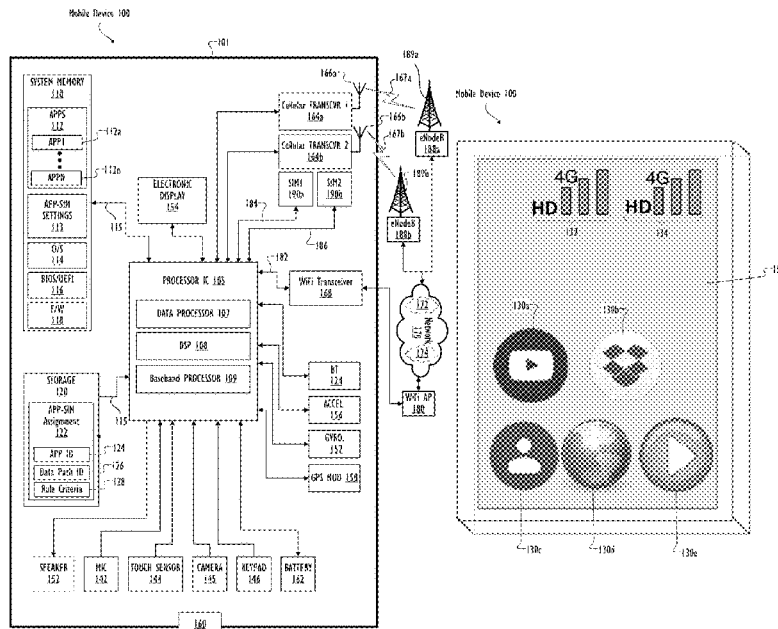 Mobile Device 100
101
SYSTEM MEMORY
110
APPS
112
APP1
112a
APPN
112n
APP-SIM
SETTINGS
113
O/S
114
BIOS/UEFI
116
F/W
118
115
ELECTRONIC
DISPLAY
Cellular TRANSCVR 1
164a
Cellular TRANSCVR 2
164b
166a
167a
189a
166b
167b
189b
eNodeB
188a
eNodeB
188b
SIM1
190a
SIM2
190b
184
186
182
PROCESSOR IC 105
DATA PROCESSOR 107
DSP 108
Baseband PROCESSOR 109
WiFi Transceiver
168
172
Network
170
174
Wi-Fi AP
180
STORAGE
120
APP-SIM
Assignment
122
APP ID
124
Data Path ID
126
Rule Criteria
128
115
BT
124
ACCEL
156
GYRO.
152
GPS MOD
SPEAKER
MIC
142
TOUCH SENSOR
144
CAMERA
145
KEYPAD
146
BATTERY
162
160
Mobile Device 100
4G
HD
132
4G
HD
134
130a
130b
130c
130d
130e